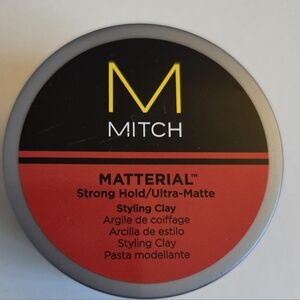 M
MITCH
MATTERIAL™
Strong Hold/Ultra-Matte
Styling Clay
Argile de coiffage
Arcilla de estilo
Styling Clay
Pasta modellante